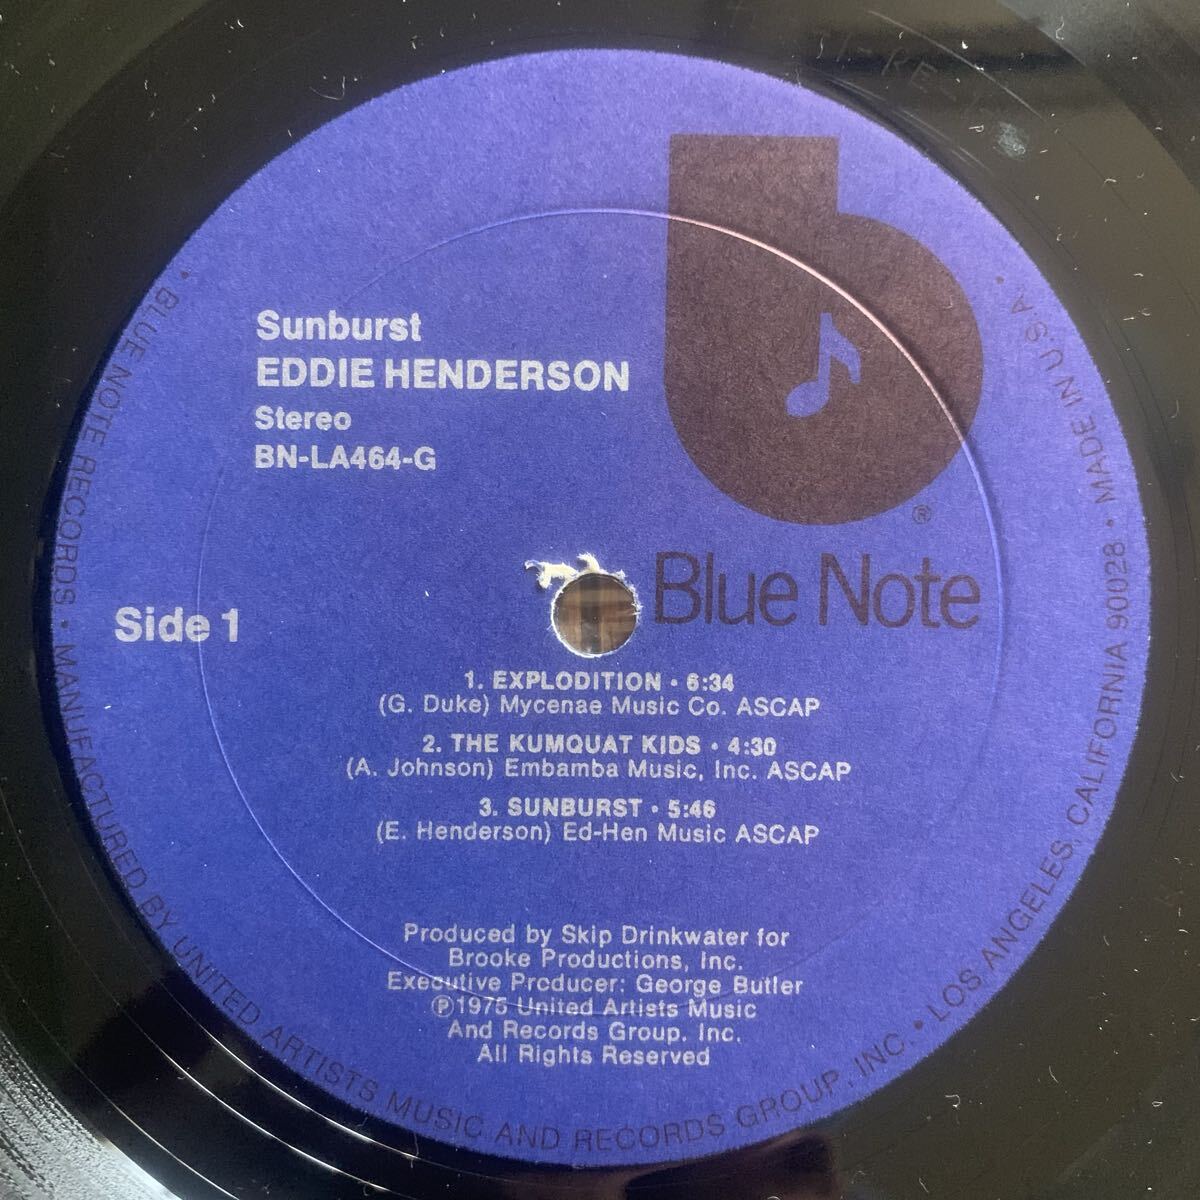 Sunburst
EDDIE HENDERSON
Stereo
BN-LA464-G
®
Blue Note
Side 1
1. EXPLODITION • 6:34
(G. Duke) Mycenae Music Co. ASCAP
2. THE KUMQUAT KIDS • 4:30
(A. Johnson) Embamba Music, Inc. ASCAP
3. SUNBURST • 5:46
(E. Henderson) Ed-Hen Music ASCAP
Produced by Skip Drinkwater for
Brooke Productions, Inc.
Executive Producer: George Butler
℗1975 United Artists Music
And Records Group, Inc.
All Rights Reserved
• BLUE NOTE RECORDS • MANUFACTURED BY UNITED ARTISTS MUSIC AND RECORDS GROUP, INC. • LOS ANGELES, CALIFORNIA 90028 • MADE IN U.S.A •